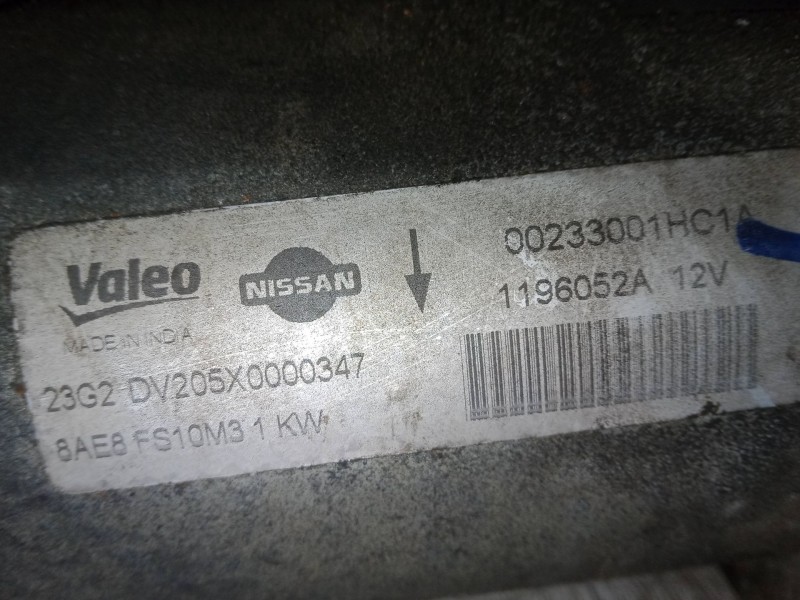 Valeo
MADE IN INDIA
NISSAN
00233001HC1A
1196052A 12V
23G2 DV205X0000347
8AE8 FS10M3 1 KW